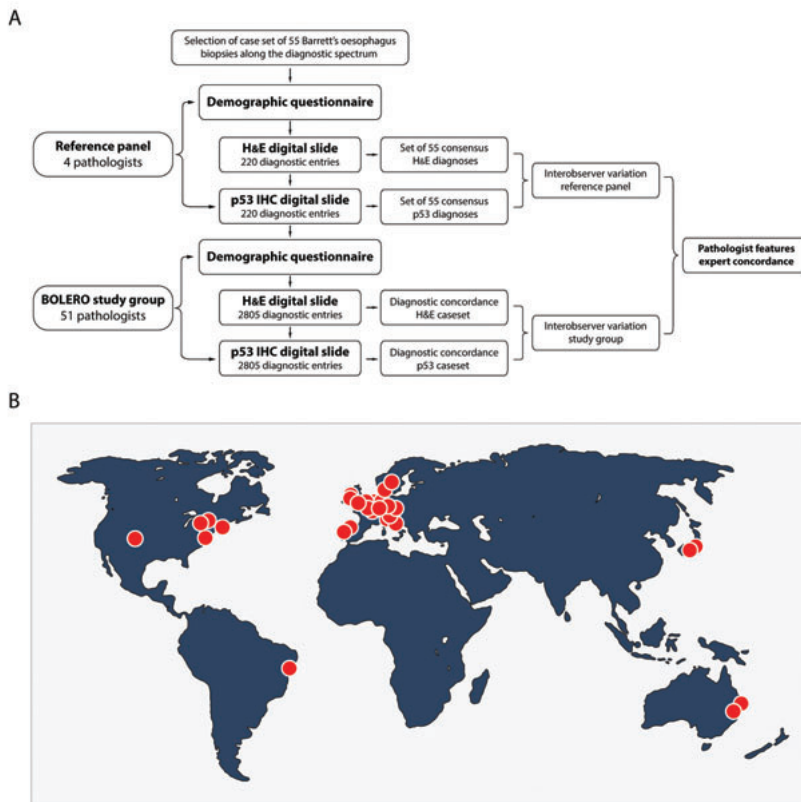 A
Selection of case set of 55 Barrett's oesophagus
biopsies along the diagnostic spectrum
Demographic questionnaire
Reference panel
4 pathologists
H&E digital slide
220 diagnostic entries
Set of 55 consensus
H&E diagnoses
Interobserver variation
reference panel
p53 IHC digital slide
220 diagnostic entries
Set of 55 consensus
p53 diagnoses
Pathologist features
expert concordance
Demographic questionnaire
BOLERO study group
51 pathologists
H&E digital slide
2805 diagnostic entries
Diagnostic concordance
H&E caseset
Interobserver variation
study group
p53 IHC digital slide
2805 diagnostic entries
Diagnostic concordance
p53 caseset
B